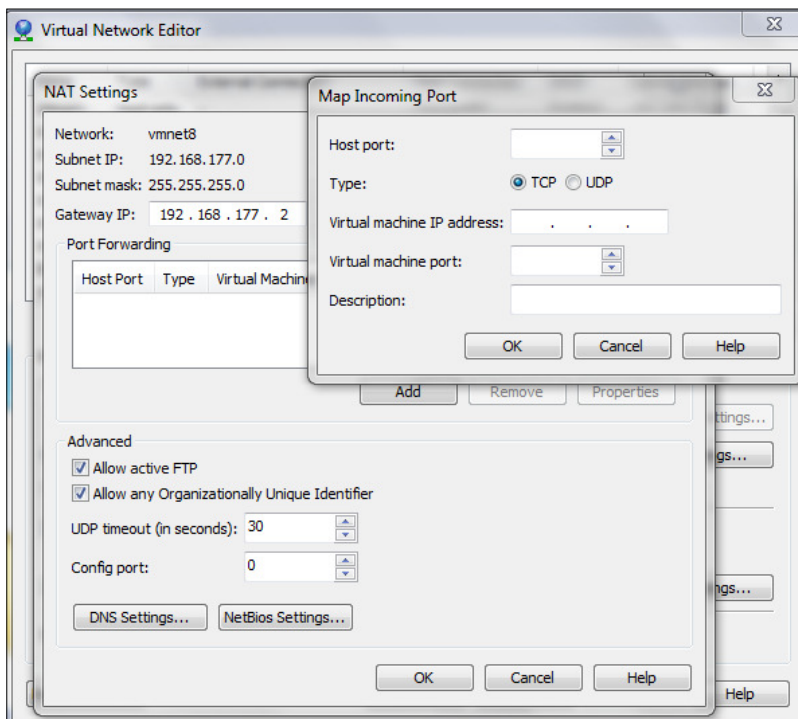 Virtual Network Editor
NAT Settings
Network: vmnet8
Subnet IP: 192.168.177.0
Subnet mask: 255.255.255.0
Gateway IP: 192 . 168 . 177 . 2
Port Forwarding
Host Port Type Virtual Machine
Add Remove Properties
Advanced
Allow active FTP
Allow any Organizationally Unique Identifier
UDP timeout (in seconds): 30
Config port: 0
DNS Settings... NetBios Settings...
OK Cancel Help
Map Incoming Port
Host port:
Type: TCP UDP
Virtual machine IP address: . . .
Virtual machine port:
Description:
OK Cancel Help
ttings...
gs...
ngs...
Help